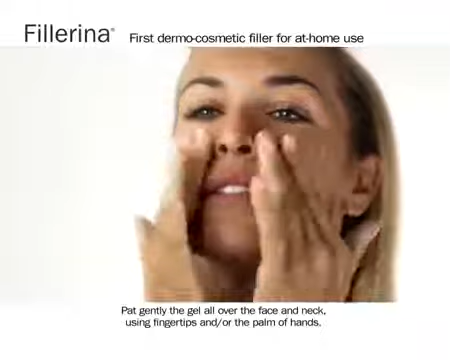 Fillerina® First dermo-cosmetic filler for at-home use
Pat gently the gel all over the face and neck,
using fingertips and/or the palm of hands.